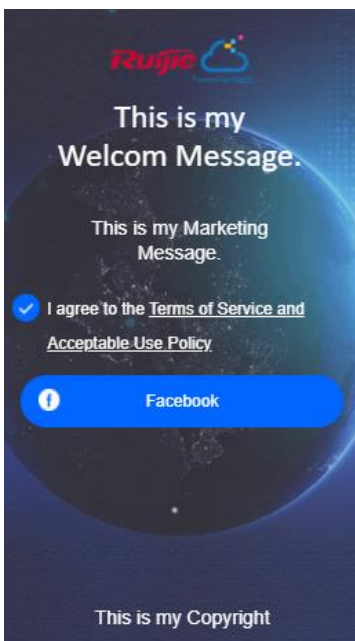 Ruijie
This is my
Welcom Message.
This is my Marketing
Message.
I agree to the Terms of Service and
Acceptable Use Policy
Facebook
This is my Copyright